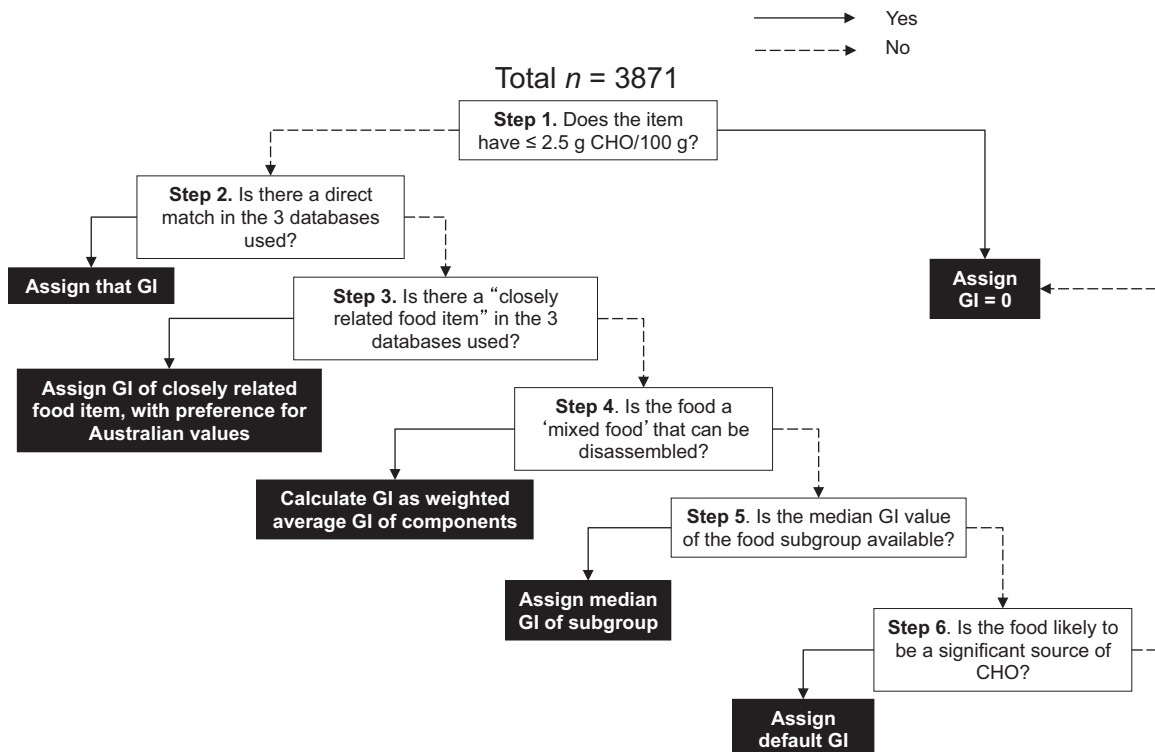 Yes
No
Total n = 3871
Step 1. Does the item
have ≤ 2.5 g CHO/100 g?
Step 2. Is there a direct
match in the 3 databases
used?
Assign that GI
Assign
GI = 0
Step 3. Is there a “closely
related food item” in the 3
databases used?
Assign GI of closely related
food item, with preference for
Australian values
Step 4. Is the food a
‘mixed food’ that can be
disassembled?
Calculate GI as weighted
average GI of components
Step 5. Is the median GI value
of the food subgroup available?
Assign median
GI of subgroup
Step 6. Is the food likely to
be a significant source of
CHO?
Assign
default GI